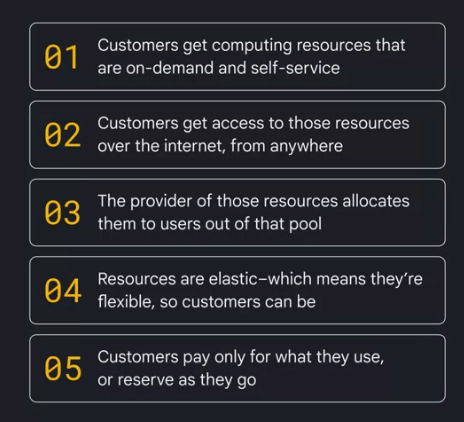 01
Customers get computing resources that
are on-demand and self-service
02
Customers get access to those resources
over the internet, from anywhere
03
The provider of those resources allocates
them to users out of that pool
04
Resources are elastic–which means they’re
flexible, so customers can be
05
Customers pay only for what they use,
or reserve as they go